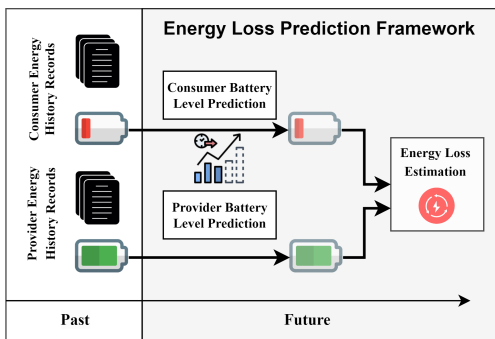 Energy Loss Prediction Framework
Consumer Energy
History Records
Consumer Battery
Level Prediction
Energy Loss
Estimation
Provider Energy
History Records
Provider Battery
Level Prediction
Past
Future